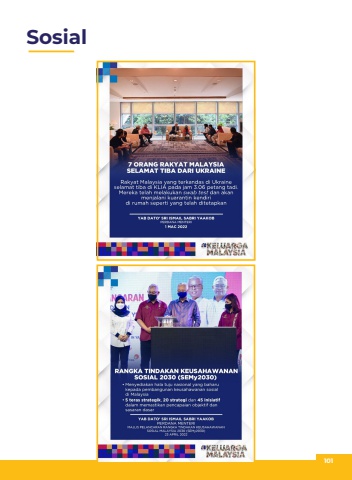 Sosial
7 ORANG RAKYAT MALAYSIA
SELAMAT TIBA DARI UKRAINE
Rakyat Malaysia yang terkandas di Ukraine
selamat tiba di KLIA pada jam 3.06 petang tadi.
Mereka telah melakukan swab test dan akan
menjalani kuarantin kendiri
di rumah seperti yang telah ditetapkan
YAB DATO' SRI ISMAIL SABRI YAAKOB
PERDANA MENTERI
1 MAC 2022
#KELUARGA
MALAYSIA
RANGKA TINDAKAN KEUSAHAWANAN
SOSIAL 2030 (SEMy2030)
• Menyediakan hala tuju nasional yang baharu
kepada pembangunan keusahawanan sosial
di Malaysia
• 5 teras strategik, 20 strategi dan 45 inisiatif
dalam memastikan pencapaian objektif dan
sasaran dasar
YAB DATO' SRI ISMAIL SABRI YAAKOB
PERDANA MENTERI
MAJLIS PELANCARAN RANGKA TINDAKAN KEUSAHAWANAN
SOSIAL MALAYSIA 2030 (SEMy2030)
23 APRIL 2022
#KELUARGA
MALAYSIA
101